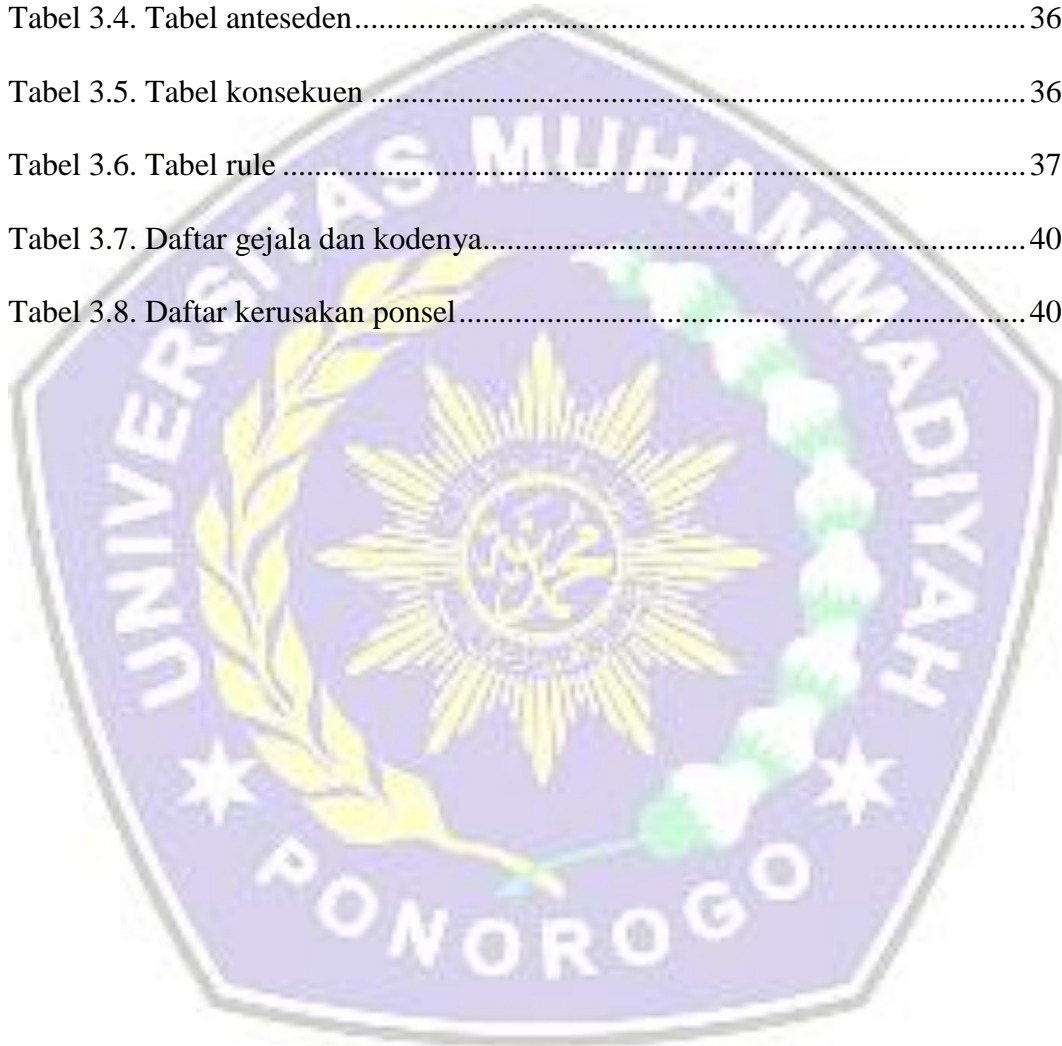 Tabel 3.4. Tabel anteseden.......................................................................................36
Tabel 3.5. Tabel konsekuen .....................................................................................36
Tabel 3.6. Tabel rule ................................................................................................37
Tabel 3.7. Daftar gejala dan kodenya.......................................................................40
Tabel 3.8. Daftar kerusakan ponsel..........................................................................40
UNIVERSITAS MUHAMMADIYAH
PONOROGO